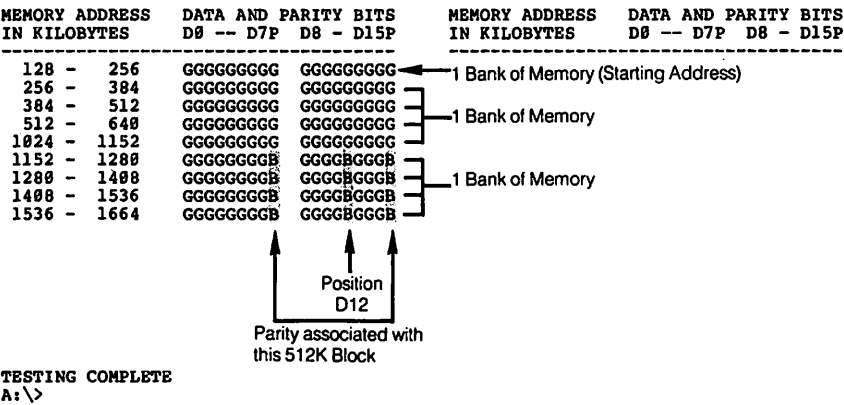 MEMORY ADDRESS DATA AND PARITY BITS MEMORY ADDRESS DATA AND PARITY BITS
IN KILOBYTES D0 -- D7P D8 - D15P IN KILOBYTES D0 -- D7P D8 - D15P
128 - 256 GGGGGGGGG GGGGGGGGG 1 Bank of Memory (Starting Address)
256 - 384 GGGGGGGGG GGGGGGGGG
384 - 512 GGGGGGGGG GGGGGGGGG 1 Bank of Memory
512 - 640 GGGGGGGGG GGGGGGGGG
1024 - 1152 GGGGGGGGG GGGGGGGGG
1152 - 1280 GGGGGGGGB GGGGBGGGB
1280 - 1408 GGGGGGGGB GGGGBGGGB 1 Bank of Memory
1408 - 1536 GGGGGGGGB GGGGBGGGB
1536 - 1664 GGGGGGGGB GGGGBGGGB
Position
D12
Parity associated with
this 512K Block
TESTING COMPLETE
A:\>